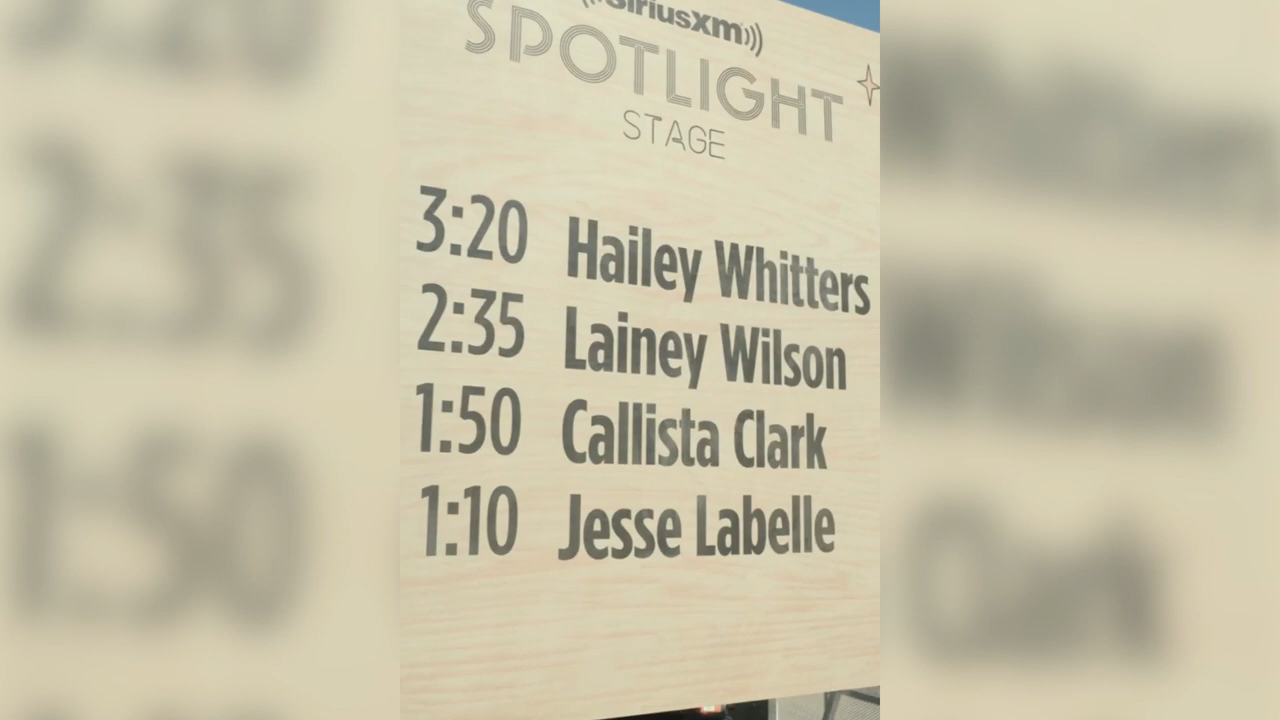 SiriusXM
SPOTLIGHT
STAGE
3:20 Hailey Whitters
2:35 Lainey Wilson
1:50 Callista Clark
1:10 Jesse Labelle